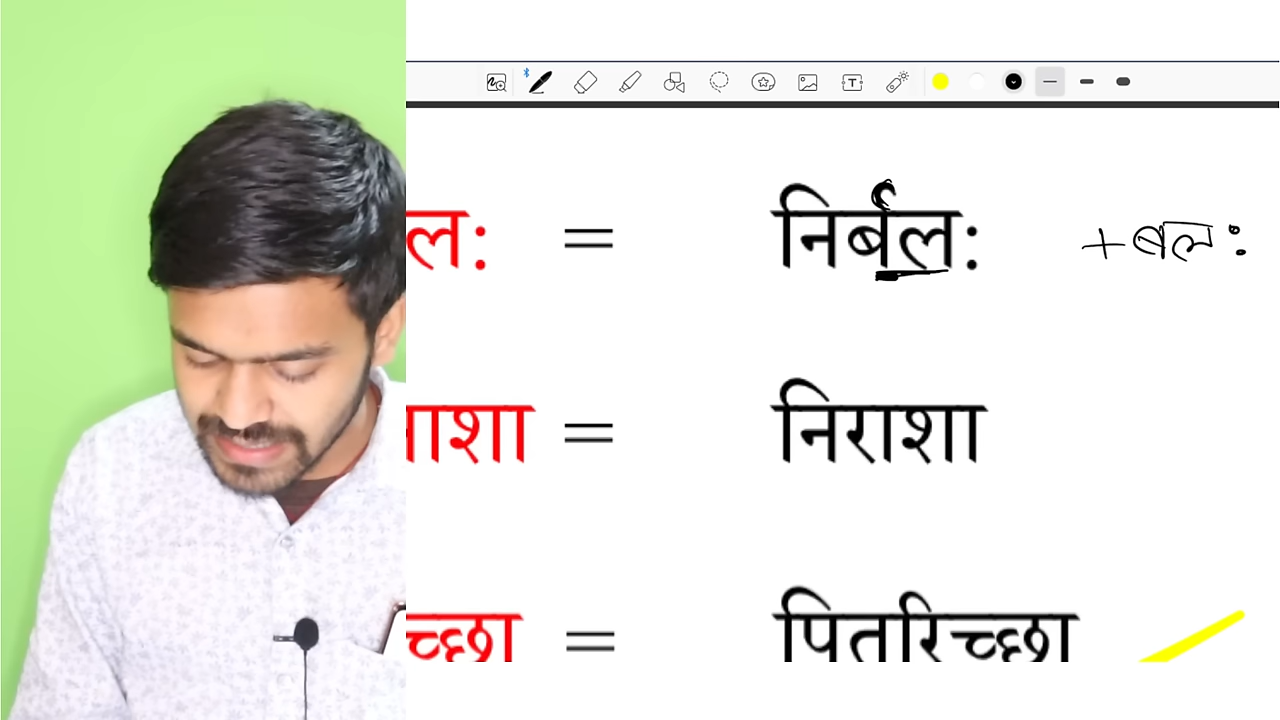 लः = निर्बलः +बलः
ाशा = निराशा
च्छा = पितरिच्छा